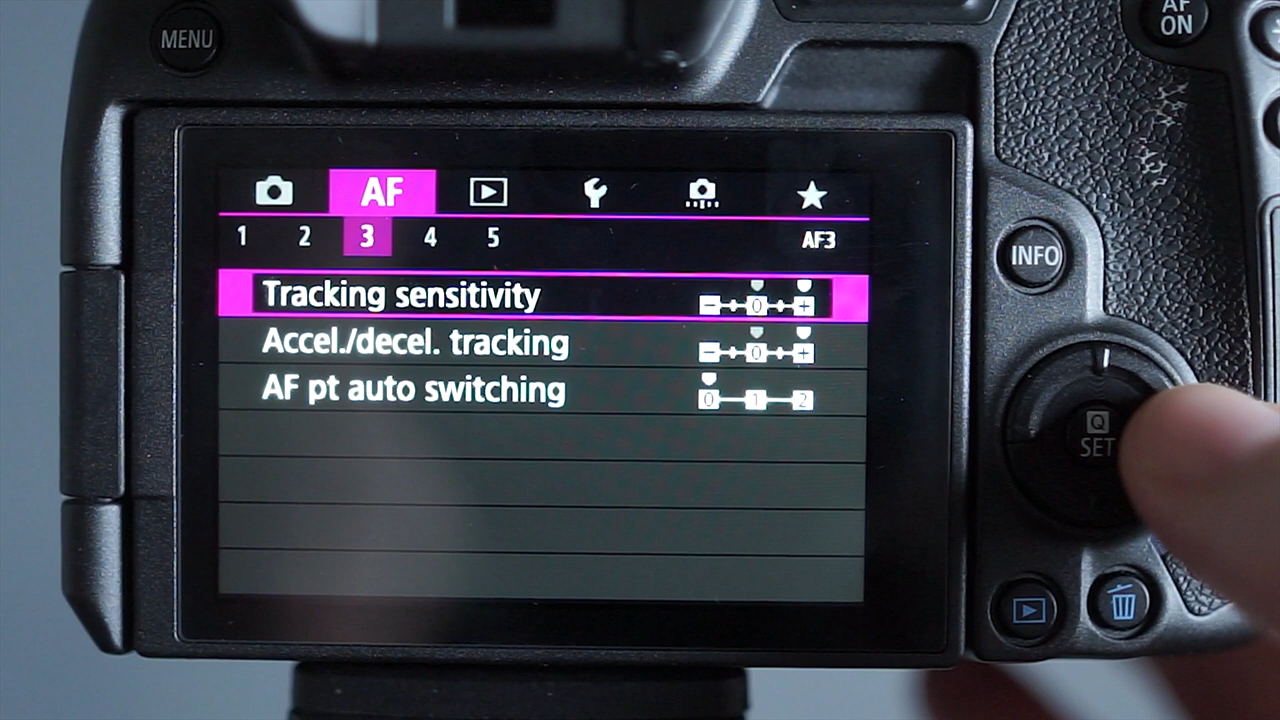 MENU
AF
ON
AF
1 2 3 4 5 AF3
INFO
Tracking sensitivity - 0 +
Accel./decel. tracking - 0 +
AF pt auto switching 0 1 2
Q
SET